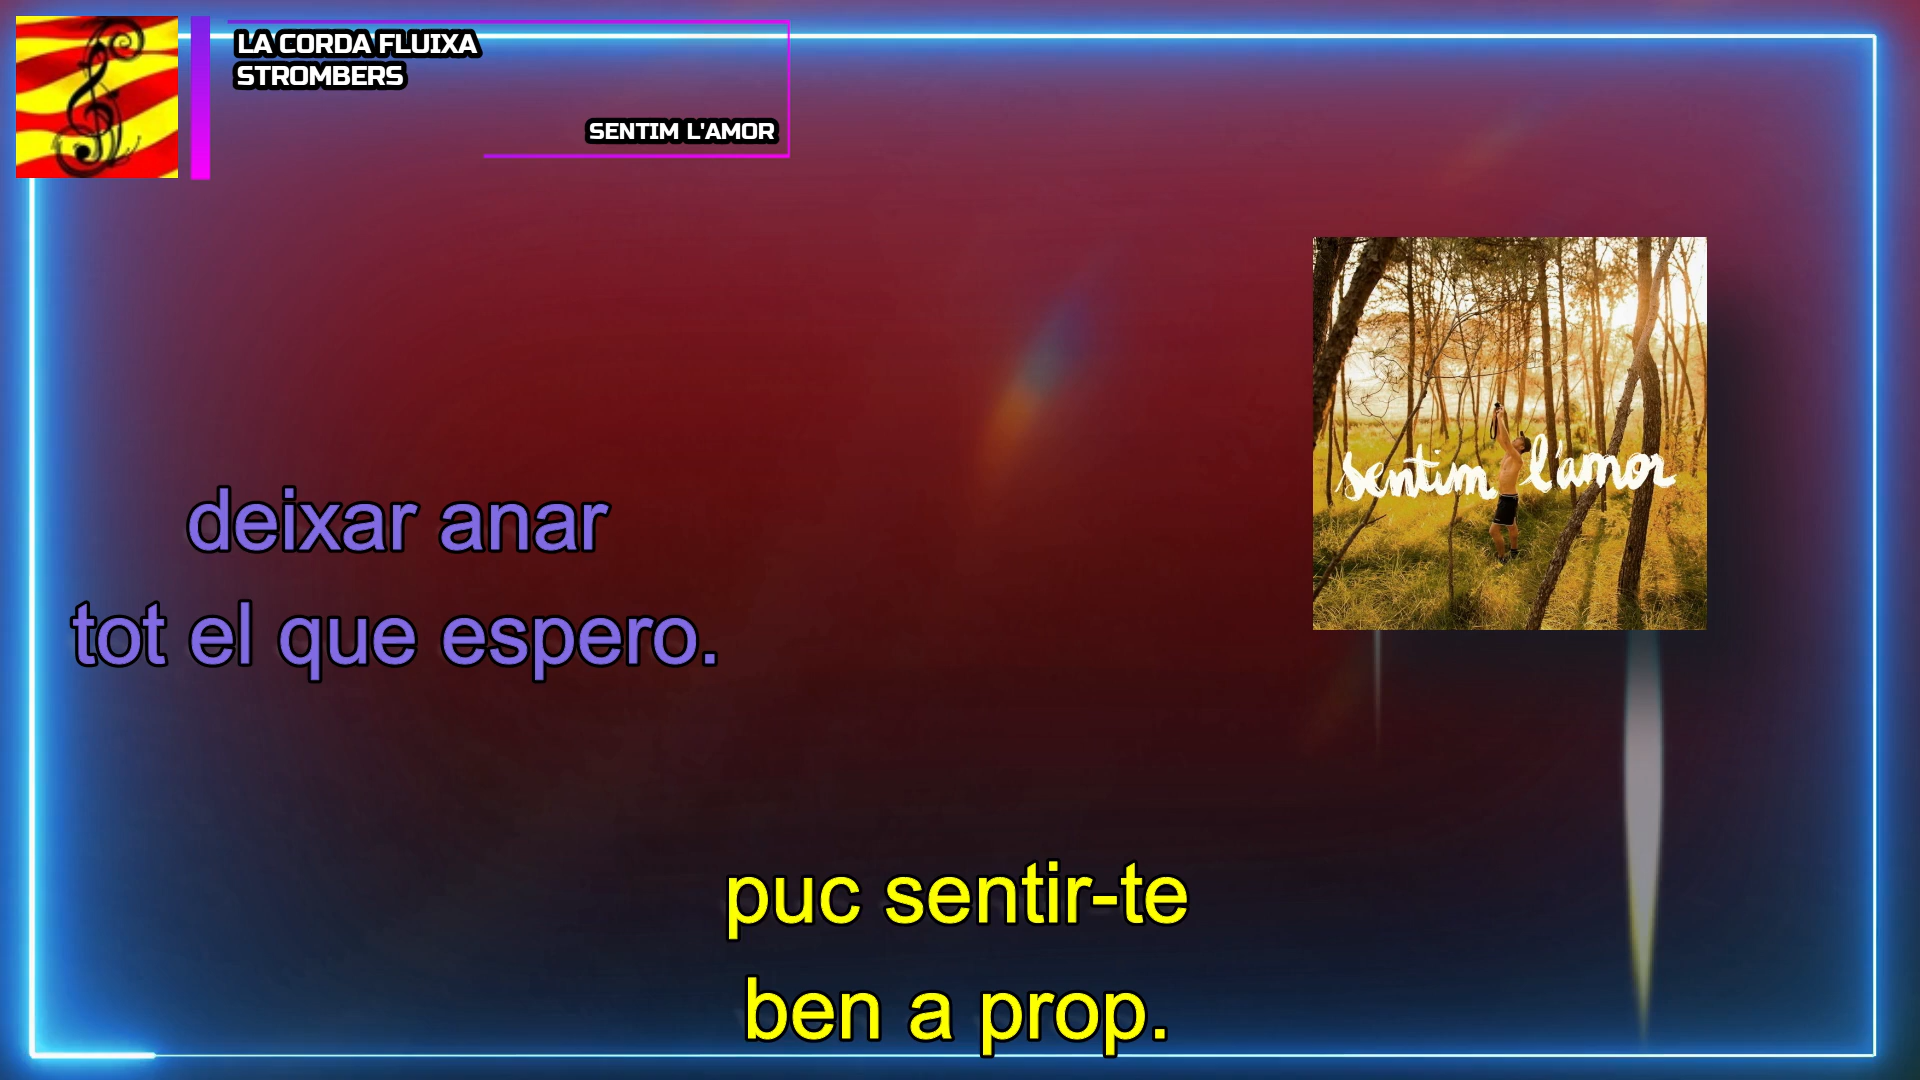 LA CORDA FLUIXA
STROMBERS
SENTIM L'AMOR
sentim l'amor
deixar anar
tot el que espero.
puc sentir-te
ben a prop.